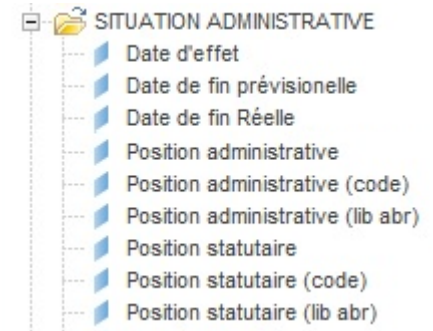 SITUATION ADMINISTRATIVE
Date d'effet
Date de fin prévisionelle
Date de fin Réelle
Position administrative
Position administrative (code)
Position administrative (lib abr)
Position statutaire
Position statutaire (code)
Position statutaire (lib abr)